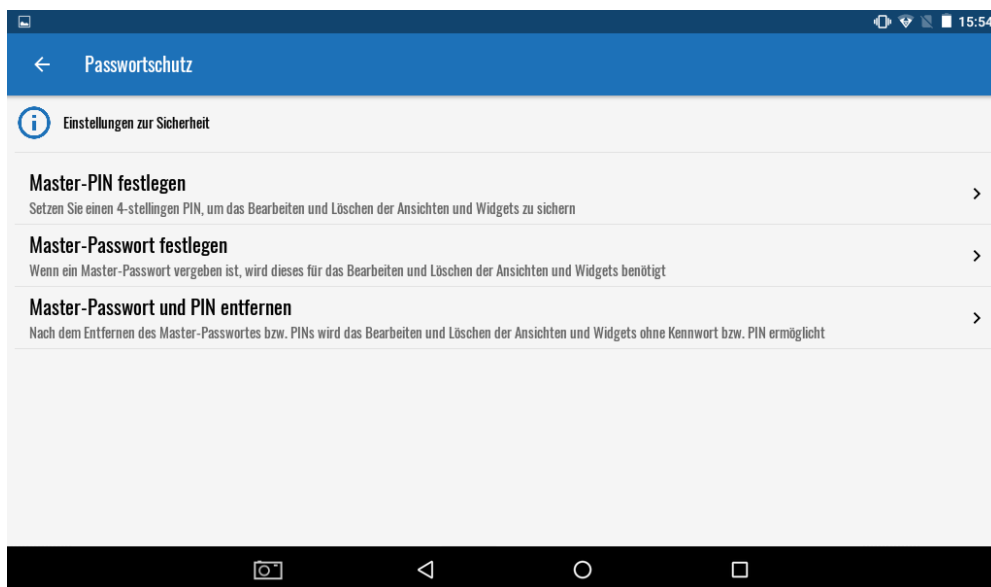 15:54
Passwortschutz
Einstellungen zur Sicherheit
Master-PIN festlegen
Setzen Sie einen 4-stellingen PIN, um das Bearbeiten und Löschen der Ansichten und Widgets zu sichern
Master-Passwort festlegen
Wenn ein Master-Passwort vergeben ist, wird dieses für das Bearbeiten und Löschen der Ansichten und Widgets benötigt
Master-Passwort und PIN entfernen
Nach dem Entfernen des Master-Passwortes bzw. PINs wird das Bearbeiten und Löschen der Ansichten und Widgets ohne Kennwort bzw. PIN ermöglicht